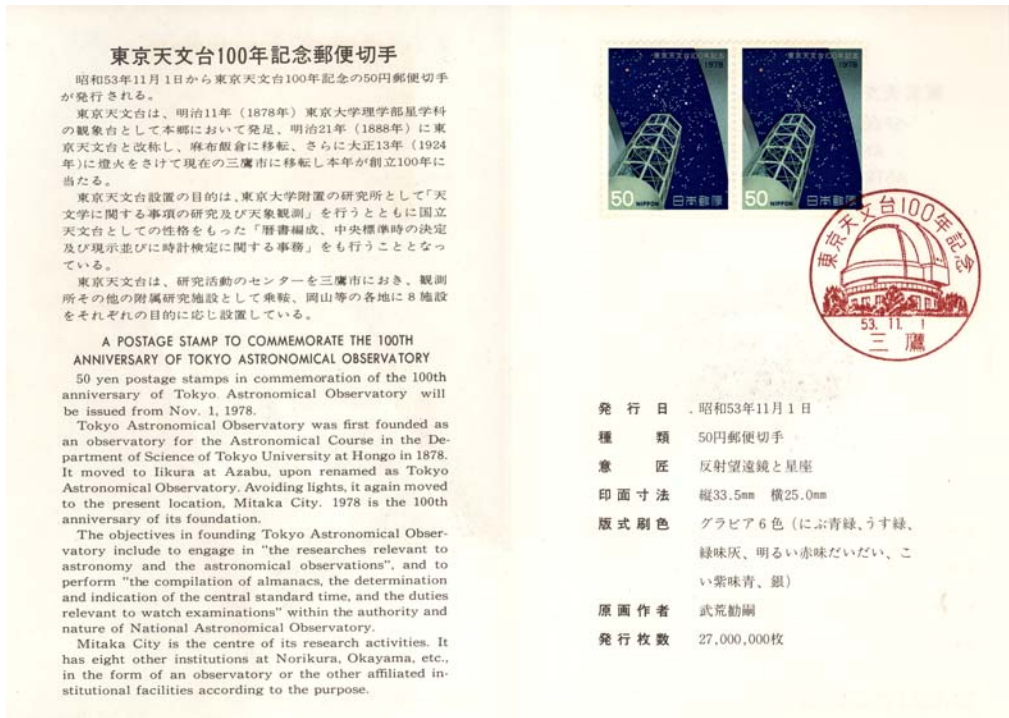 東京天文台100年記念郵便切手
昭和53年11月1日から東京天文台100年記念の50円郵便切手
が発行される。
東京天文台は、明治11年(1878年)東京大学理学部星学科
の観象台として本郷において発足、明治21年(1888年)に東
京天文台と改称し、麻布飯倉に移転、さらに大正13年(1924
年)に燈火をさけて現在の三鷹市に移転し本年が創立100年に
当たる。
東京天文台設置の目的は、東京大学附置の研究所として「天
文学に関する事項の研究及び天象観測」を行うとともに国立
天文台としての性格をもった「暦書編成、中央標準時の決定
及び現示並びに時計検定に関する事務」をも行うこととなっ
ている。
東京天文台は、研究活動のセンターを三鷹市におき、観測
所その他の附属研究施設として乗鞍、岡山等の各地に8施設
をそれぞれの目的に応じ設置している。
A POSTAGE STAMP TO COMMEMORATE THE 100TH
ANNIVERSARY OF TOKYO ASTRONOMICAL OBSERVATORY
50 yen postage stamps in commemoration of the 100th
anniversary of Tokyo Astronomical Observatory will
be issued from Nov. 1, 1978.
Tokyo Astronomical Observatory was first founded as
an observatory for the Astronomical Course in the De-
partment of Science of Tokyo University at Hongo in 1878.
It moved to Iikura at Azabu, upon renamed as Tokyo
Astronomical Observatory. Avoiding lights, it again moved
to the present location, Mitaka City. 1978 is the 100th
anniversary of its foundation.
The objectives in founding Tokyo Astronomical Obser-
vatory include to engage in "the researches relevant to
astronomy and the astronomical observations", and to
perform "the compilation of almanacs, the determination
and indication of the central standard time, and the duties
relevant to watch examinations" within the authority and
nature of National Astronomical Observatory.
Mitaka City is the centre of its research activities. It
has eight other institutions at Norikura, Okayama, etc.,
in the form of an observatory or the other affiliated in-
stitutional facilities according to the purpose.
東京天文台100年記念
1978
50 NIPPON 日本郵便
東京天文台100年記念
1978
50 NIPPON 日本郵便
東京天文台100年記念
53. 11. 1
三鷹
発行日 昭和53年11月1日
種類 50円郵便切手
意匠 反射望遠鏡と星座
印面寸法 縦33.5mm 横25.0mm
版式刷色 グラビア6色(にぶ青緑、うす緑、
緑味灰、明るい赤味だいだい、こ
い紫味青、銀)
原画作者 武荒勧嗣
発行枚数 27,000,000枚